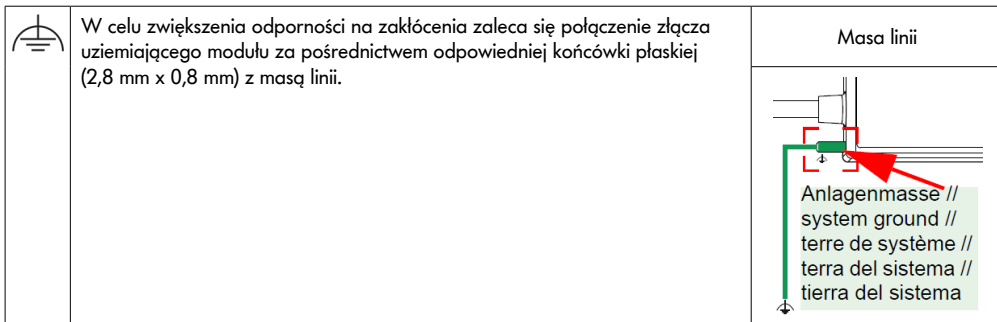 W celu zwiększenia odporności na zakłócenia zaleca się połączenie złącza
uziemiającego modułu za pośrednictwem odpowiedniej końcówki płaskiej
(2,8 mm x 0,8 mm) z masą linii.
Masa linii
Anlagenmasse //
system ground //
terre de système //
terra del sistema //
tierra del sistema